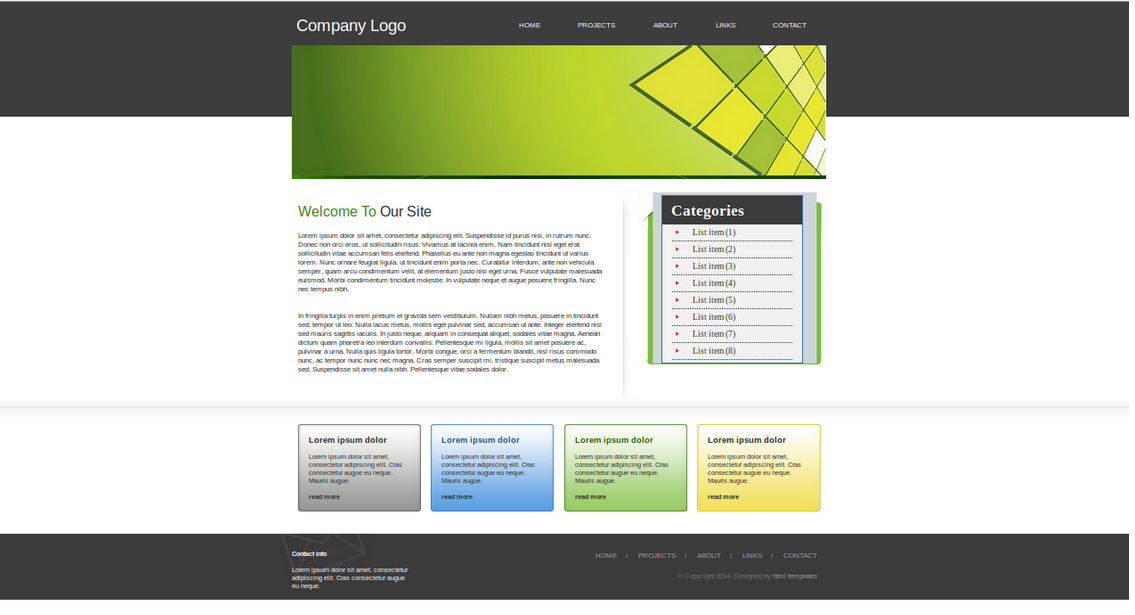 Company Logo
HOME PROJECTS ABOUT LINKS CONTACT
Welcome To Our Site
Lorem ipsum dolor sit amet, consectetur adipiscing elit. Suspendisse id purus nisi, in rutrum nunc.
Donec non orci eros, ut sollicitudin risus. Vivamus at lacinia enim. Nam tincidunt nisl eget erat
sollicitudin vitae accumsan felis eleifend. Phasellus eu ante non magna egestas tincidunt ut varius
lorem. Nunc ornare feugiat ligula, ut tincidunt enim porta nec. Curabitur interdum, ante non vehicula
semper, quam arcu condimentum velit, at elementum justo nisi eget urna. Fusce vulputate malesuada
euismod. Morbi condimentum tincidunt molestie. In vulputate neque et augue posuere fringilla. Nunc
nec tempus nibh.
In fringilla turpis in enim pretium et gravida sem vestibulum. Nullam nibh metus, posuere in tincidunt
sed, tempor ut leo. Nulla lacus metus, mollis eget pulvinar sed, accumsan ut ante. Integer eleifend nisi
sed mauris sagittis iaculis. In justo neque, aliquam in consequat aliquet, sodales vitae magna. Aenean
dictum quam pharetra leo interdum convallis. Pellentesque mi ligula, mollis sit amet posuere ac,
pulvinar a urna. Nulla quis ligula tortor. Morbi congue, orci a fermentum blandit, nisl risus commodo
nunc, ac tempor nunc nunc nec magna. Cras semper suscipit mi, tristique suscipit metus malesuada
sed. Suspendisse sit amet nulla nibh. Pellentesque vitae sodales dolor.
Categories
List item (1)
List item (2)
List item (3)
List item (4)
List item (5)
List item (6)
List item (7)
List item (8)
Lorem ipsum dolor
Lorem ipsum dolor sit amet,
consectetur adipiscing elit. Cras
consectetur augue eu neque.
Mauris augue.
read more
Lorem ipsum dolor
Lorem ipsum dolor sit amet,
consectetur adipiscing elit. Cras
consectetur augue eu neque.
Mauris augue.
read more
Lorem ipsum dolor
Lorem ipsum dolor sit amet,
consectetur adipiscing elit. Cras
consectetur augue eu neque.
Mauris augue.
read more
Lorem ipsum dolor
Lorem ipsum dolor sit amet,
consectetur adipiscing elit. Cras
consectetur augue eu neque.
Mauris augue.
read more
Contact info
Lorem ipsum dolor sit amet, consectetur
adipiscing elit. Cras consectetur augue
eu neque.
HOME / PROJECTS / ABOUT / LINKS / CONTACT
© Copyright 2014. Designed by html templates